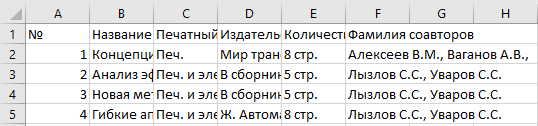 A B C D E F G H
1 № Название Печатный Издатель Количеств Фамилия соавторов
2 1 Концепци Печ. Мир тран 8 стр. Алексеев В.М., Ваганов А.В.,
3 2 Анализ эф Печ. и эле В сборник 5 стр. Лызлов С.С., Уваров С.С.
4 3 Новая мет Печ. и эле В сборник 5 стр. Лызлов С.С., Уваров С.С.
5 4 Гибкие ап Печ. и эле Ж. Автома 8 стр. Лызлов С.С., Уваров С.С.